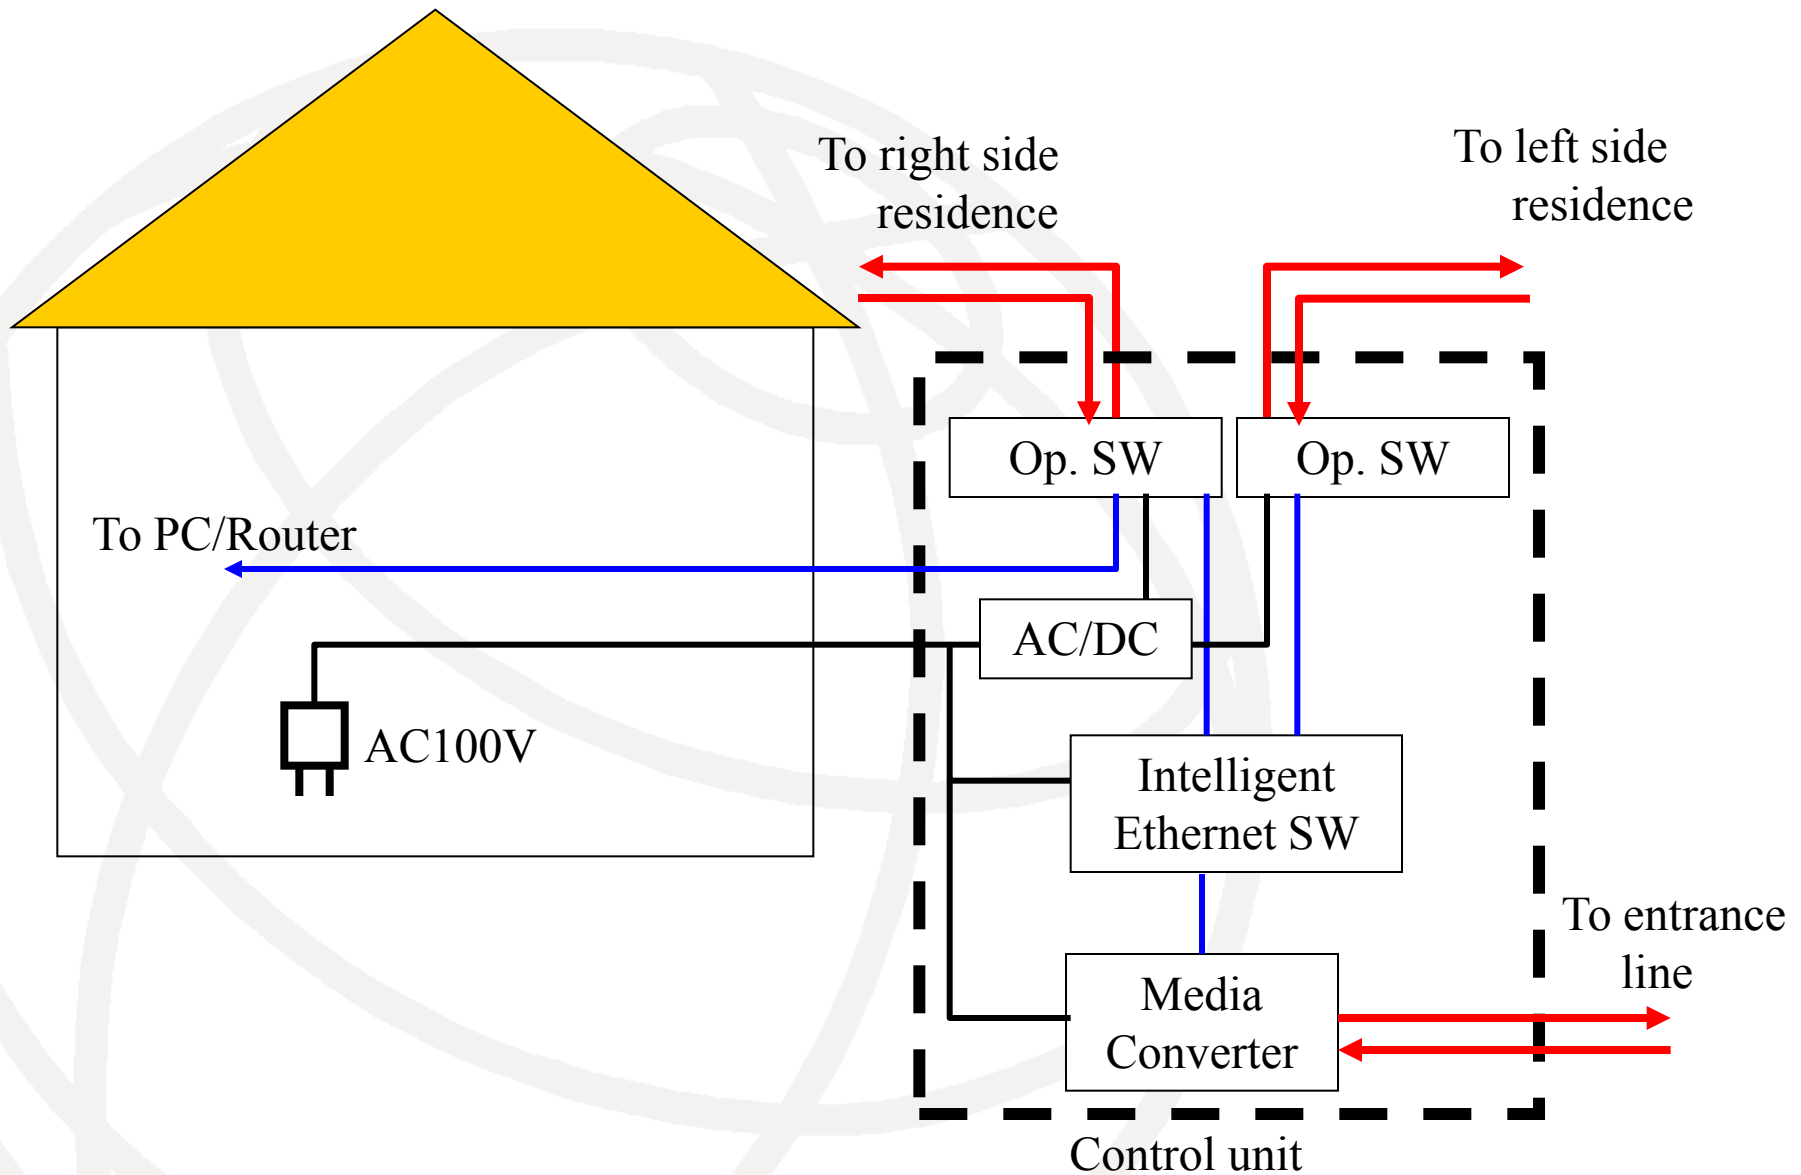 To right side
residence
To left side
residence
Op. SW
Op. SW
To PC/Router
AC/DC
AC100V
Intelligent
Ethernet SW
To entrance
line
Media
Converter
Control unit